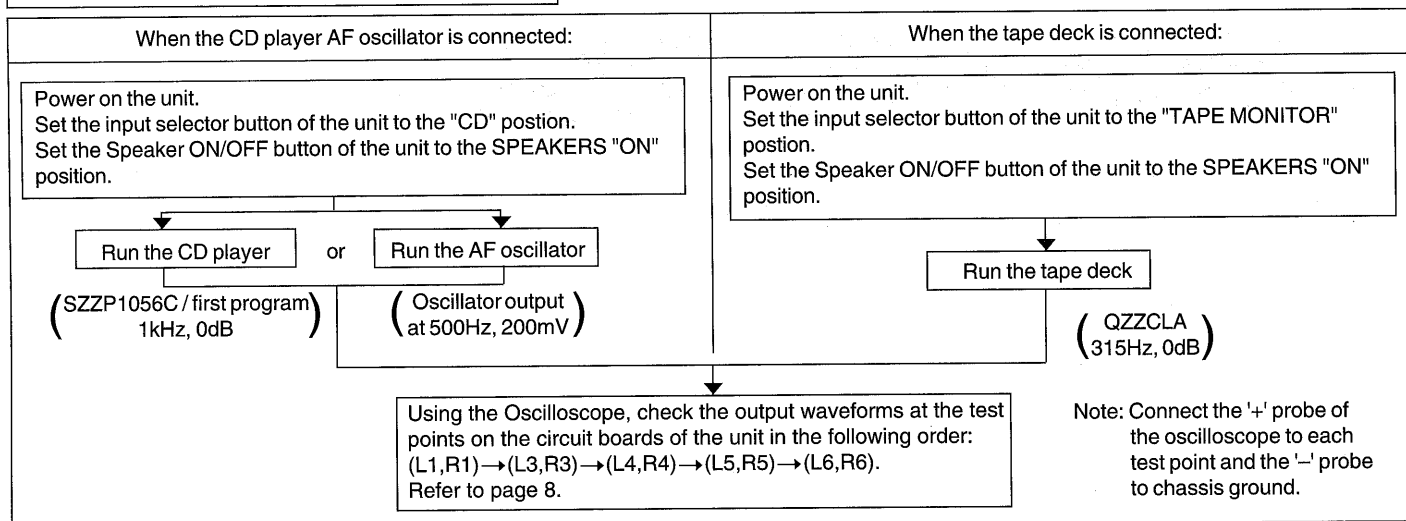 When the CD player AF oscillator is connected:
Power on the unit.
Set the input selector button of the unit to the "CD" postion.
Set the Speaker ON/OFF button of the unit to the SPEAKERS "ON"
position.
Run the CD player
or
Run the AF oscillator
(SZZP1056C / first program
1kHz, 0dB)
(Oscillator output
at 500Hz, 200mV)
When the tape deck is connected:
Power on the unit.
Set the input selector button of the unit to the "TAPE MONITOR"
postion.
Set the Speaker ON/OFF button of the unit to the SPEAKERS "ON"
position.
Run the tape deck
(QZZCLA
315Hz, 0dB)
Using the Oscilloscope, check the output waveforms at the test
points on the circuit boards of the unit in the following order:
(L1,R1)→(L3,R3)→(L4,R4)→(L5,R5)→(L6,R6).
Refer to page 8.
Note: Connect the '+' probe of
the oscilloscope to each
test point and the '–' probe
to chassis ground.